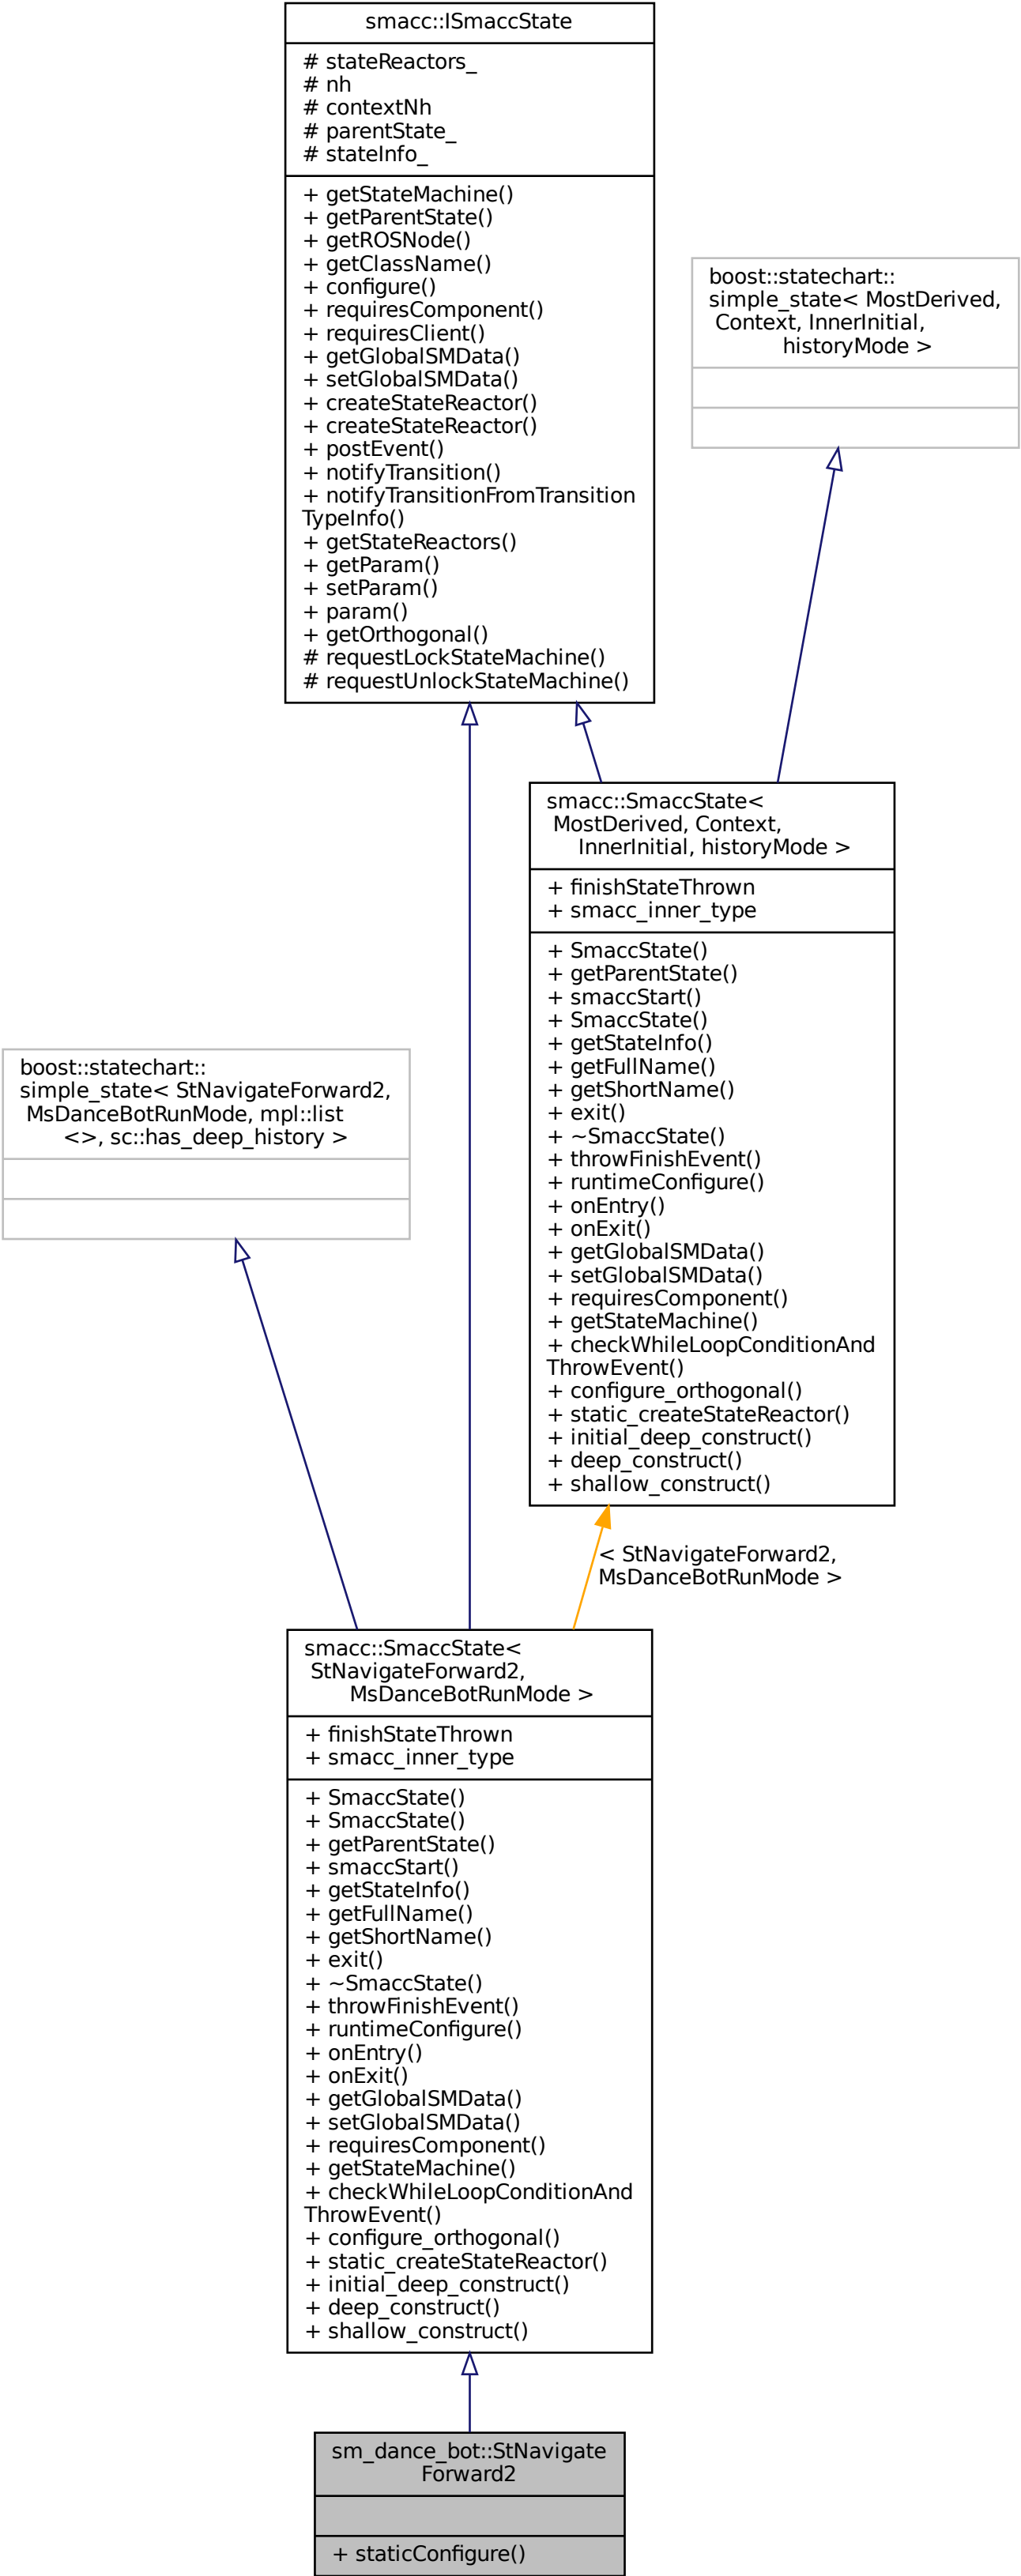 smacc::ISmaccState
# stateReactors_
# nh
# contextNh
# parentState_
# stateInfo_
+ getStateMachine()
+ getParentState()
+ getROSNode()
+ getClassName()
+ configure()
+ requiresComponent()
+ requiresClient()
+ getGlobalSMData()
+ setGlobalSMData()
+ createStateReactor()
+ createStateReactor()
+ postEvent()
+ notifyTransition()
+ notifyTransitionFromTransition
TypeInfo()
+ getStateReactors()
+ getParam()
+ setParam()
+ param()
+ getOrthogonal()
# requestLockStateMachine()
# requestUnlockStateMachine()
boost::statechart::
simple_state< MostDerived,
Context, InnerInitial,
historyMode >
smacc::SmaccState<
MostDerived, Context,
InnerInitial, historyMode >
+ finishStateThrown
+ smacc_inner_type
+ SmaccState()
+ getParentState()
+ smaccStart()
+ SmaccState()
+ getStateInfo()
+ getFullName()
+ getShortName()
+ exit()
+ ~SmaccState()
+ throwFinishEvent()
+ runtimeConfigure()
+ onEntry()
+ onExit()
+ getGlobalSMData()
+ setGlobalSMData()
+ requiresComponent()
+ getStateMachine()
+ checkWhileLoopConditionAnd
ThrowEvent()
+ configure_orthogonal()
+ static_createStateReactor()
+ initial_deep_construct()
+ deep_construct()
+ shallow_construct()
boost::statechart::
simple_state< StNavigateForward2,
MsDanceBotRunMode, mpl::list
<>, sc::has_deep_history >
< StNavigateForward2,
MsDanceBotRunMode >
smacc::SmaccState<
StNavigateForward2,
MsDanceBotRunMode >
+ finishStateThrown
+ smacc_inner_type
+ SmaccState()
+ SmaccState()
+ getParentState()
+ smaccStart()
+ getStateInfo()
+ getFullName()
+ getShortName()
+ exit()
+ ~SmaccState()
+ throwFinishEvent()
+ runtimeConfigure()
+ onEntry()
+ onExit()
+ getGlobalSMData()
+ setGlobalSMData()
+ requiresComponent()
+ getStateMachine()
+ checkWhileLoopConditionAnd
ThrowEvent()
+ configure_orthogonal()
+ static_createStateReactor()
+ initial_deep_construct()
+ deep_construct()
+ shallow_construct()
sm_dance_bot::StNavigate
Forward2
+ staticConfigure()